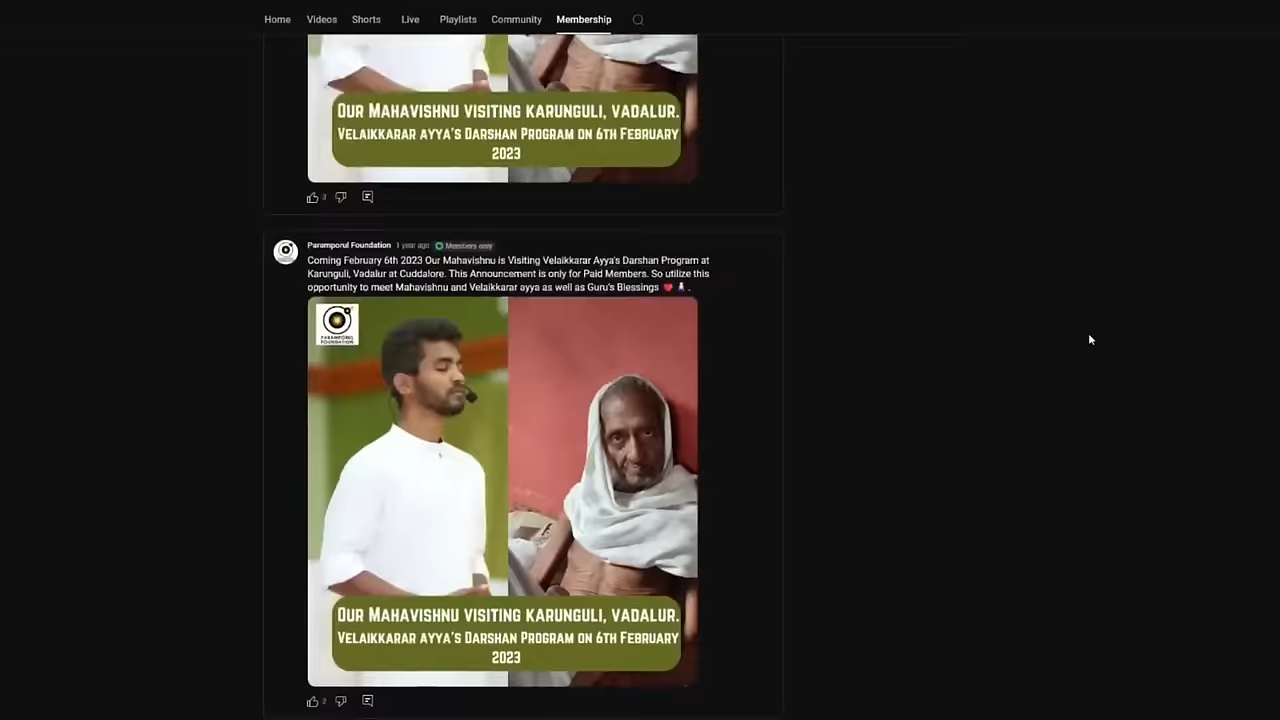 Home Videos Shorts Live Playlists Community Membership
OUR MAHAVISHNU VISITING KARUNGULI, VADALUR.
VELAIKKARAR AYYA'S DARSHAN PROGRAM ON 6TH FEBRUARY
2023
3
Paramporul Foundation 1 year ago Members only
Coming February 6th 2023 Our Mahavishnu is Visiting Velaikkarar Ayya's Darshan Program at
Karunguli, Vadalur at Cuddalore. This Announcement is only for Paid Members. So utilize this
opportunity to meet Mahavishnu and Velaikkarar ayya as well as Guru's Blessings ❤️ .
PARAMPORUL
FOUNDATION
OUR MAHAVISHNU VISITING KARUNGULI, VADALUR.
VELAIKKARAR AYYA'S DARSHAN PROGRAM ON 6TH FEBRUARY
2023
2